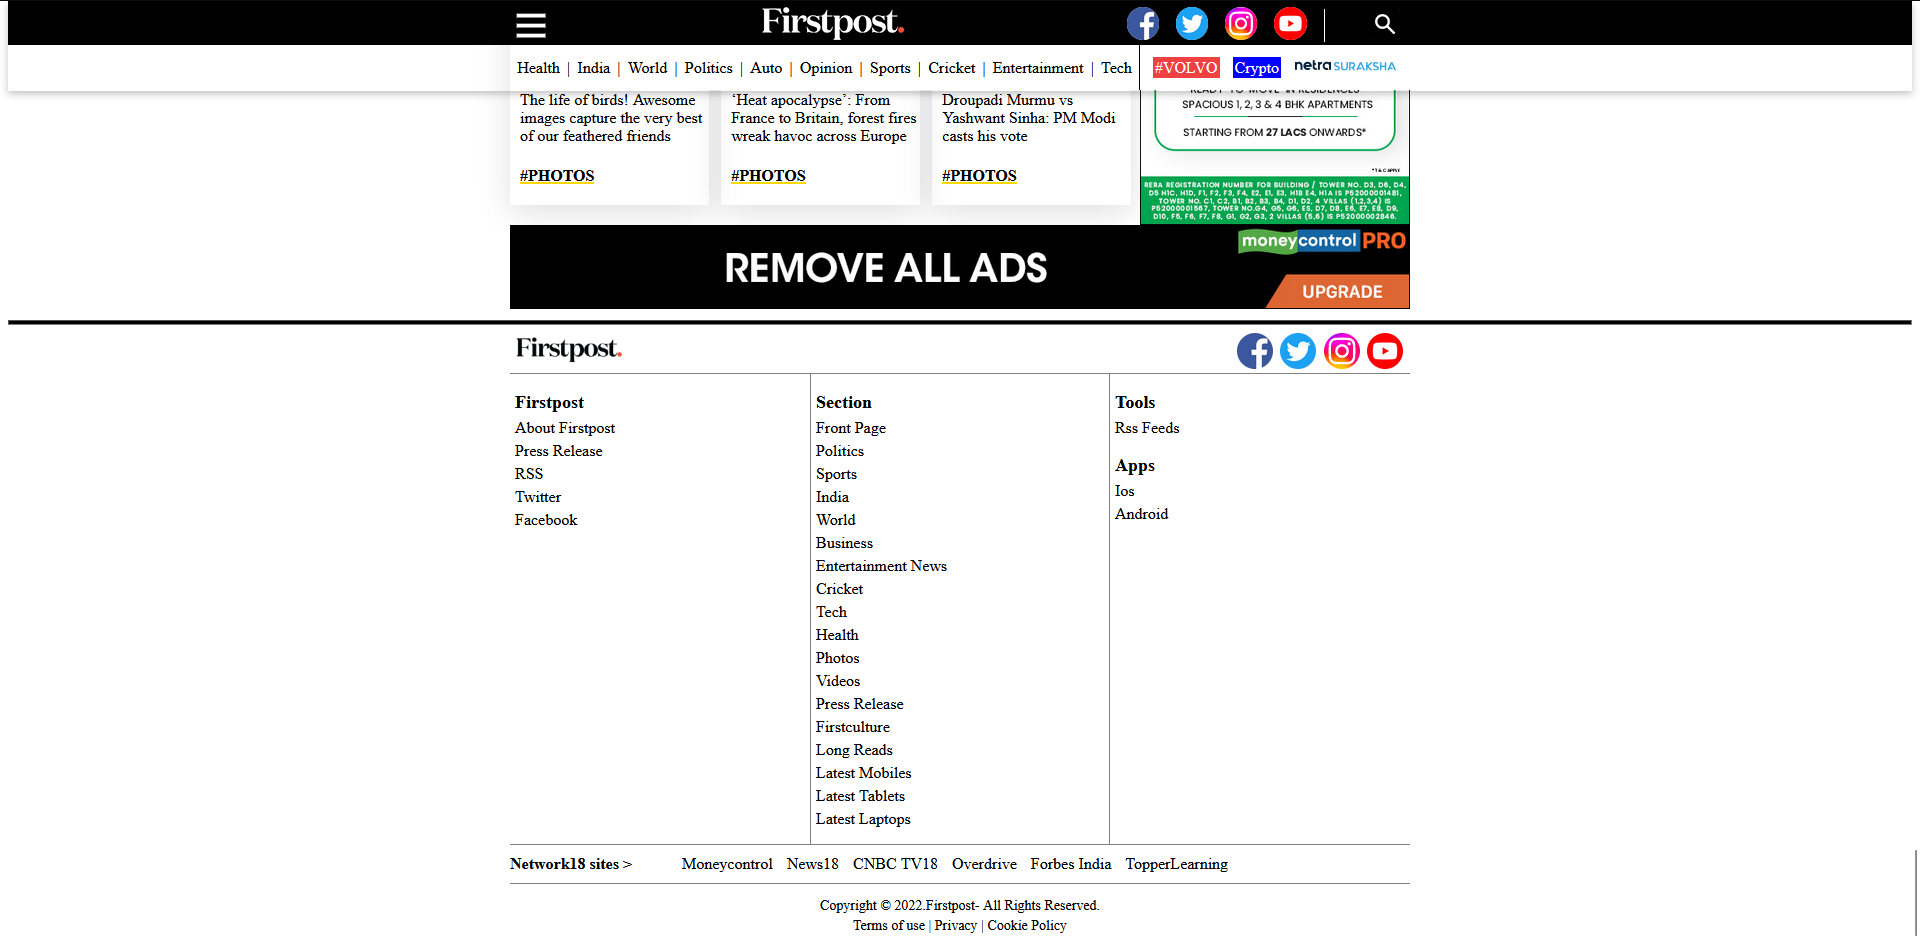 Firstpost.
Health | India | World | Politics | Auto | Opinion | Sports | Cricket | Entertainment | Tech
#VOLVO Crypto netra SURAKSHA
The life of birds! Awesome
images capture the very best
of our feathered friends
#PHOTOS
‘Heat apocalypse’: From
France to Britain, forest fires
wreak havoc across Europe
#PHOTOS
Droupadi Murmu vs
Yashwant Sinha: PM Modi
casts his vote
#PHOTOS
READY-TO-MOVE-IN RESIDENCES
SPACIOUS 1, 2, 3 & 4 BHK APARTMENTS
STARTING FROM 27 LACS ONWARDS*
*T & C APPLY
RERA REGISTRATION NUMBER FOR BUILDING / TOWER NO. D3, D6, D4,
D5 H1C, H1D, F1, F2, F3, F4, E2, E1, E3, H1B E4, H1A IS P52000001481,
TOWER NO. C1, C2, B1, B2, B3, B4, D1, D2, 4 VILLAS (1,2,3,4) IS
P52000001567, TOWER NO.G4, G5, G6, E5, D7, D8, E6, E7, E8, D9,
D10, F5, F6, F7, F8, G1, G2, G3, 2 VILLAS (5,6) IS P52000002846.
REMOVE ALL ADS
moneycontrol PRO
UPGRADE
Firstpost.
Firstpost
About Firstpost
Press Release
RSS
Twitter
Facebook
Section
Front Page
Politics
Sports
India
World
Business
Entertainment News
Cricket
Tech
Health
Photos
Videos
Press Release
Firstculture
Long Reads
Latest Mobiles
Latest Tablets
Latest Laptops
Tools
Rss Feeds
Apps
Ios
Android
Network18 sites > Moneycontrol News18 CNBC TV18 Overdrive Forbes India TopperLearning
Copyright © 2022.Firstpost- All Rights Reserved.
Terms of use | Privacy | Cookie Policy